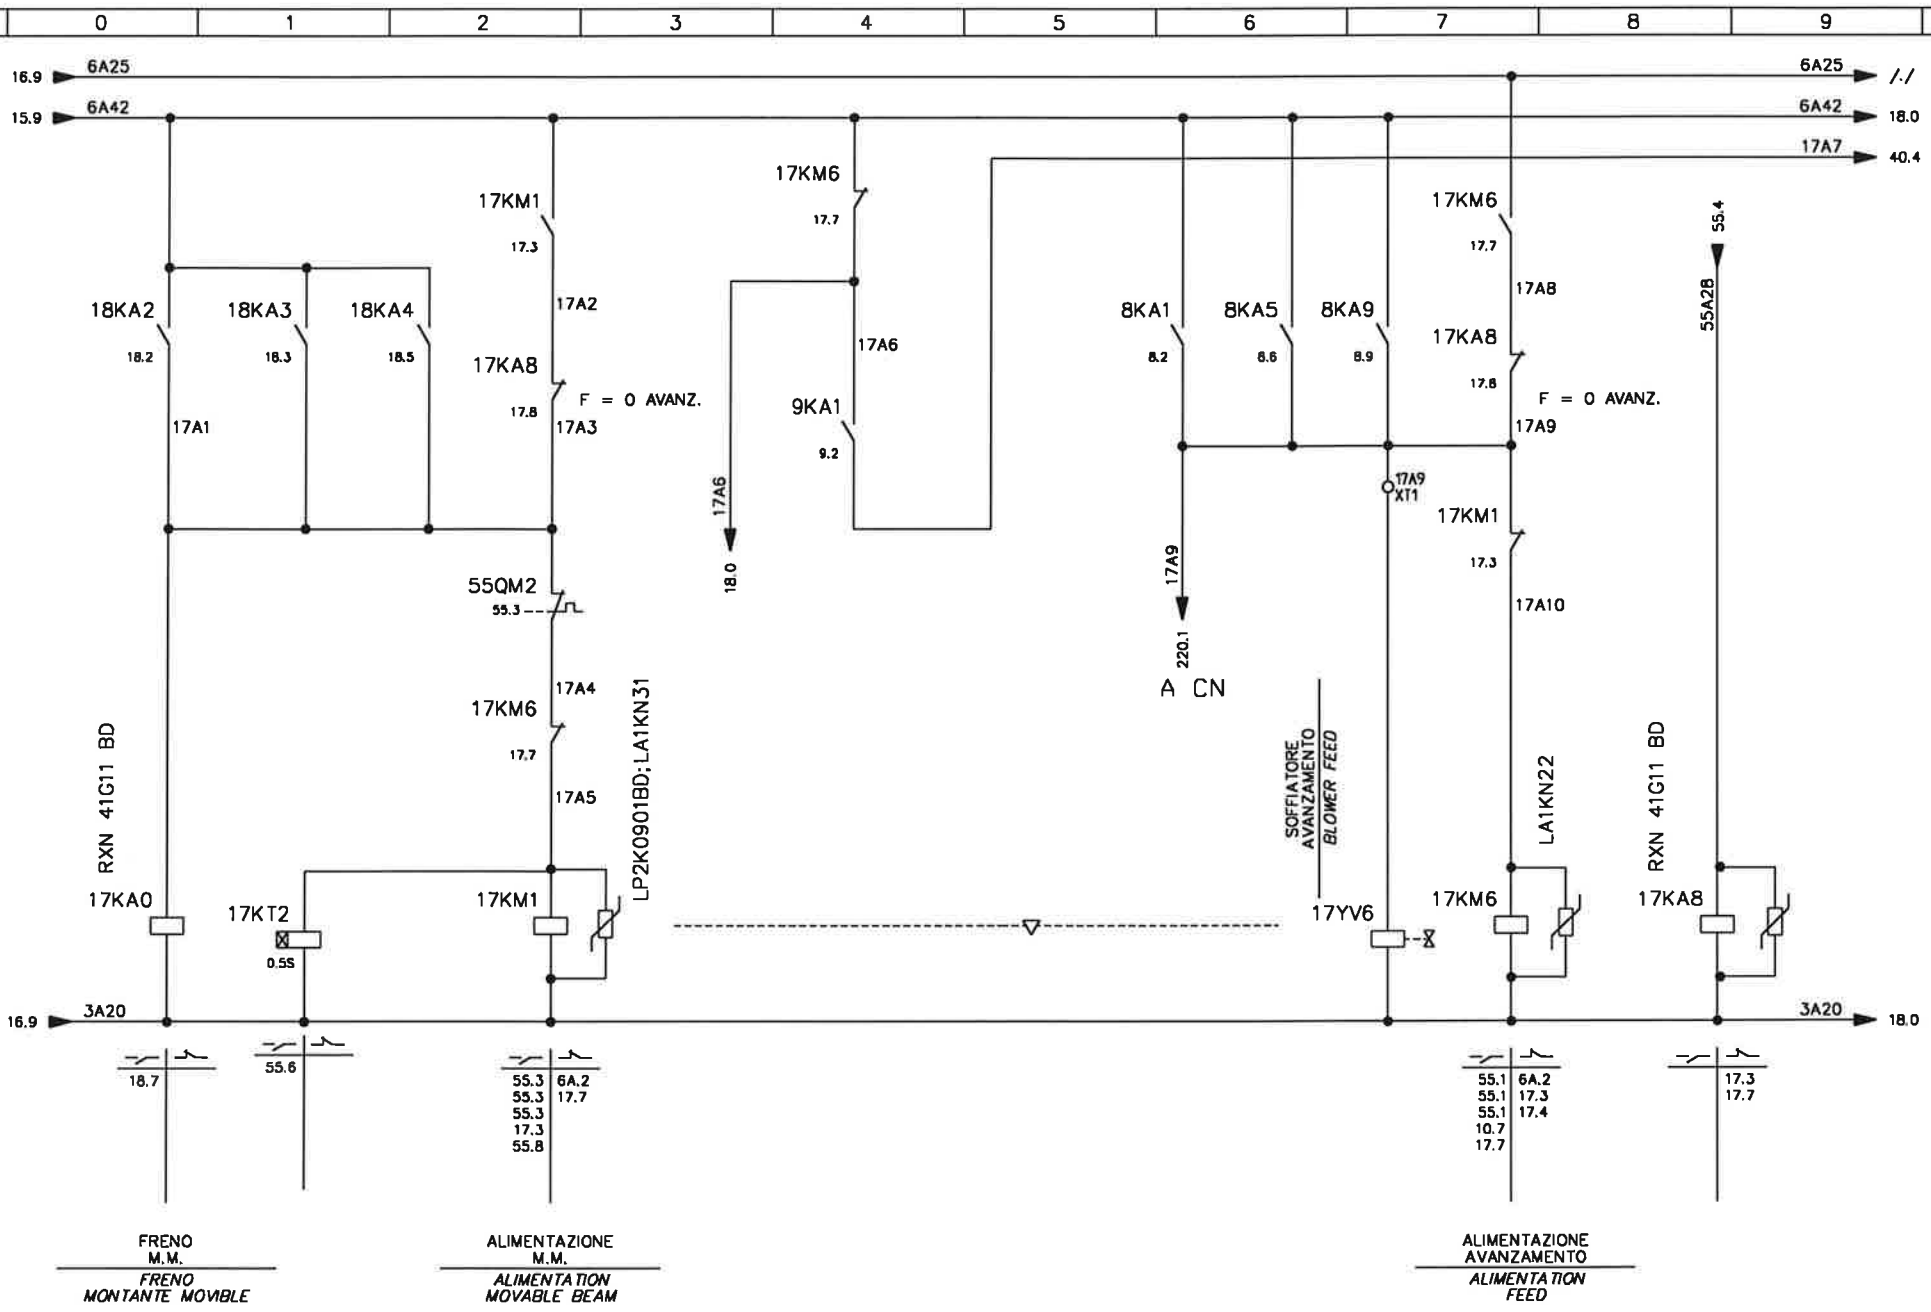 0 1 2 3 4 5 6 7 8 9
16.9 6A25 6A25 /./
15.9 6A42 6A42 18.0
17A7 40.4
17KM6
17.7
17KM1
17.3
17KM6
17.7
55.4
55A28
17A2
17A8
18KA2
18.2
18KA3
18.3
18KA4
18.5
8KA1
8.2
8KA5
8.6
8KA9
8.9
17KA8
17.8
F = 0 AVANZ.
17A6
17KA8
17.8
F = 0 AVANZ.
17A1
17A3
9KA1
9.2
17A9
17A6
18.0
17A9
XT1
17KM1
17.3
17A9
220.1
A CN
55QM2
55.3
17A10
17A4
17KM6
17.7
17A5
RXN 41G11 BD
LP2K0901BD;LA1KN31
SOFFIATORE
AVANZAMENTO
BLOWER FEED
LA1KN22
RXN 41G11 BD
17KA0
17KT2
0.5S
17KM1
17YV6
17KM6
17KA8
16.9 3A20 3A20 18.0
18.7
55.6
55.3 6A.2
55.3 17.7
55.3
17.3
55.8
55.1 6A.2
55.1 17.3
55.1 17.4
10.7
17.7
17.3
17.7
FRENO
M.M.
FRENO
MONTANTE MOVIBLE
ALIMENTAZIONE
M.M.
ALIMENTATION
MOVABLE BEAM
ALIMENTAZIONE
AVANZAMENTO
ALIMENTATION
FEED